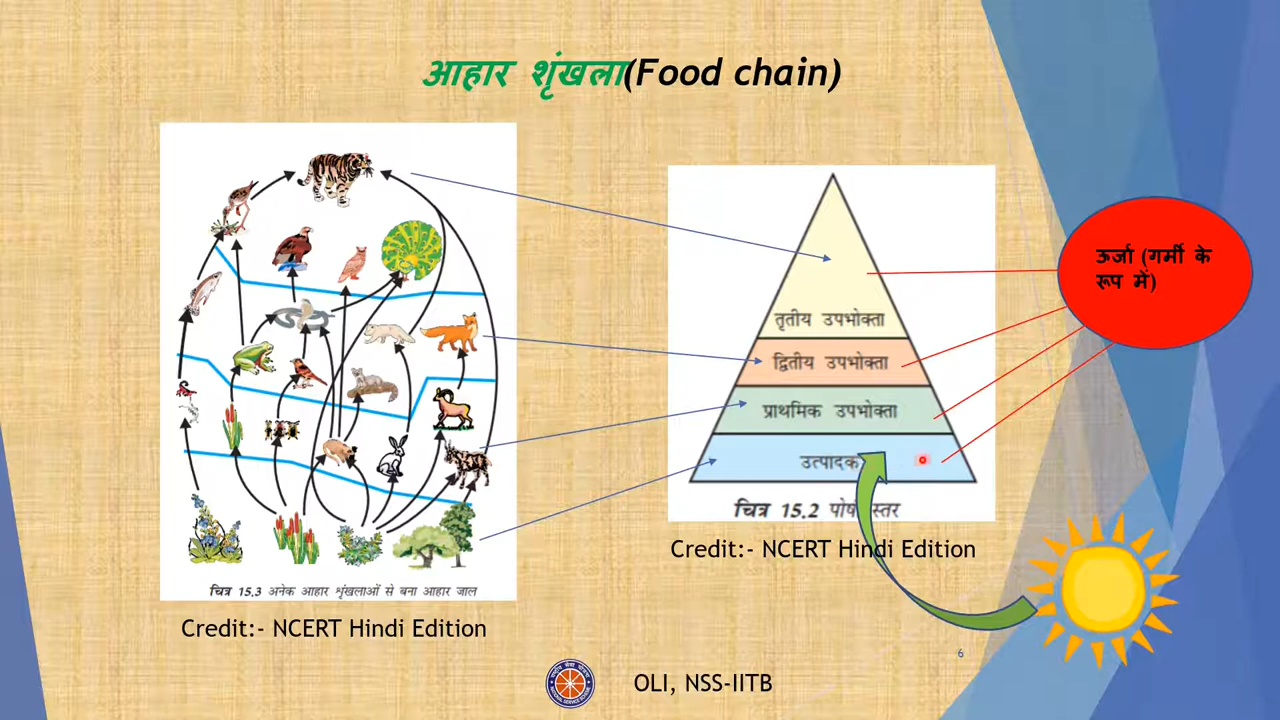 आहार शृंखला(Food chain)
चित्र 15.3 अनेक आहार शृंखलाओं से बना आहार जाल
Credit:- NCERT Hindi Edition
तृतीय उपभोक्ता
द्वितीय उपभोक्ता
प्राथमिक उपभोक्ता
उत्पादक
चित्र 15.2 स्तर
Credit:- NCERT Hindi Edition
ऊर्जा (गर्मी के
रूप में)
6
OLI, NSS-IITB